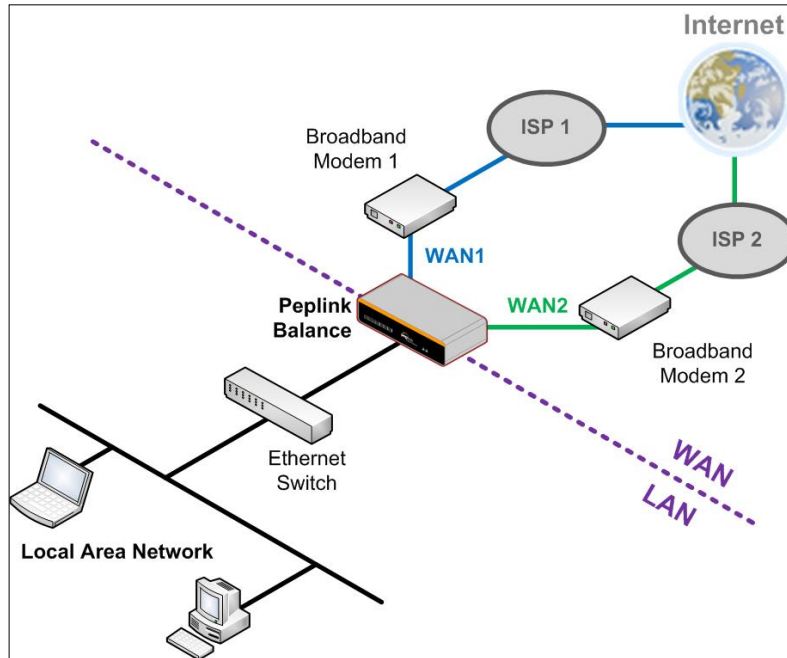 Internet
ISP 1
Broadband
Modem 1
ISP 2
WAN1
WAN2
Peplink
Balance
Broadband
Modem 2
Ethernet
Switch
WAN
LAN
Local Area Network